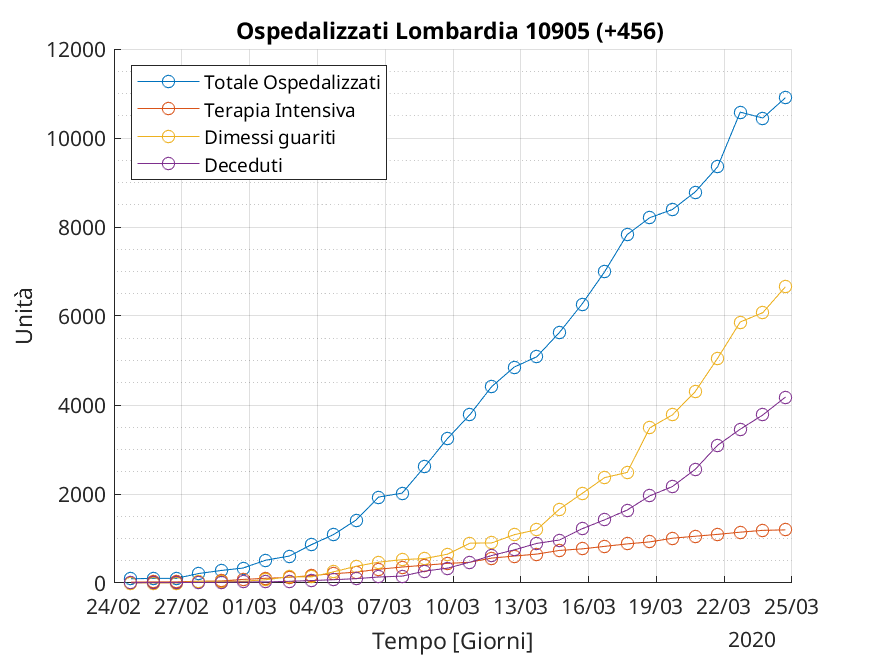 Ospedalizzati Lombardia 10905 (+456)
12000
10000
8000
6000
4000
2000
0
Unità
Totale Ospedalizzati
Terapia Intensiva
Dimessi guariti
Deceduti
24/02 27/02 01/03 04/03 07/03 10/03 13/03 16/03 19/03 22/03 25/03
Tempo [Giorni]
2020